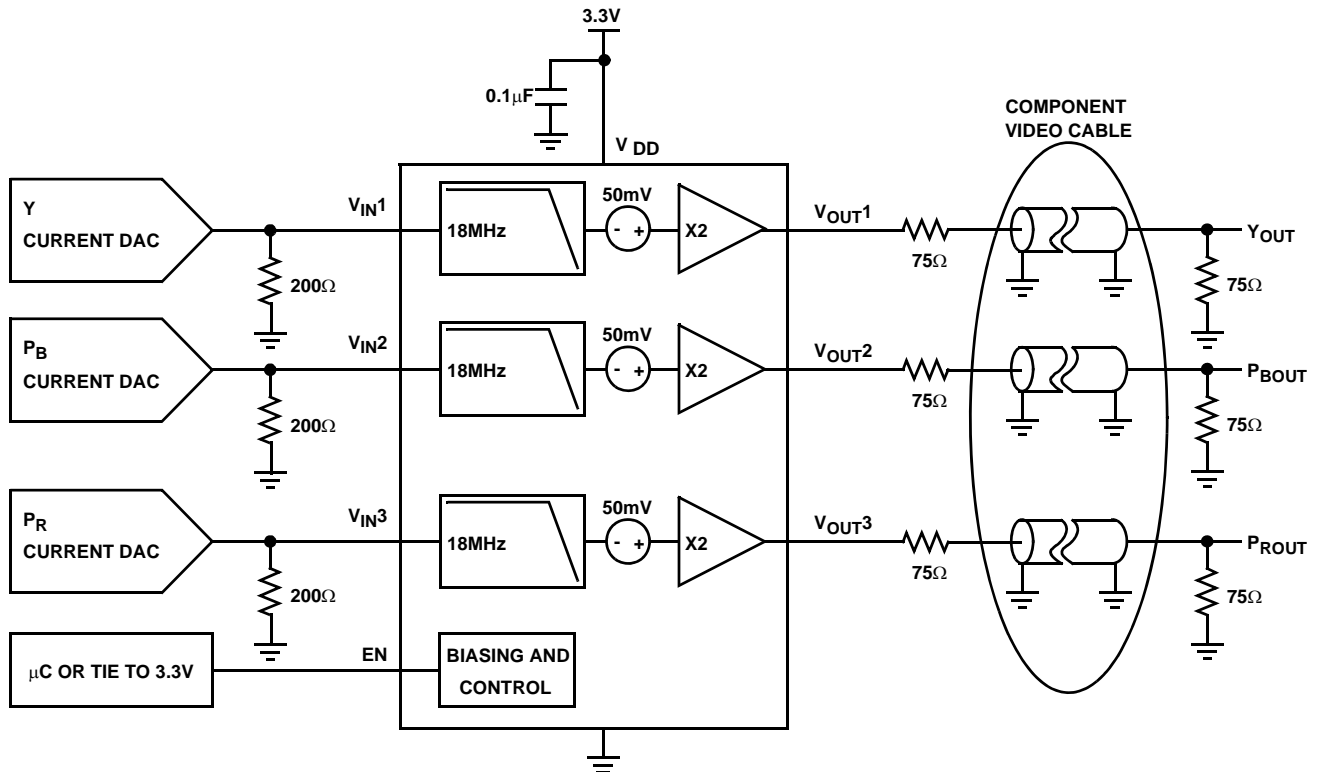 3.3V
0.1μF
V DD
COMPONENT
VIDEO CABLE
Y
CURRENT DAC
VIN1
200Ω
18MHz
50mV
- +
X2
VOUT1
75Ω
YOUT
75Ω
PB
CURRENT DAC
VIN2
200Ω
18MHz
50mV
- +
X2
VOUT2
75Ω
PBOUT
75Ω
PR
CURRENT DAC
VIN3
200Ω
18MHz
50mV
- +
X2
VOUT3
75Ω
PROUT
75Ω
μC OR TIE TO 3.3V
EN
BIASING AND
CONTROL